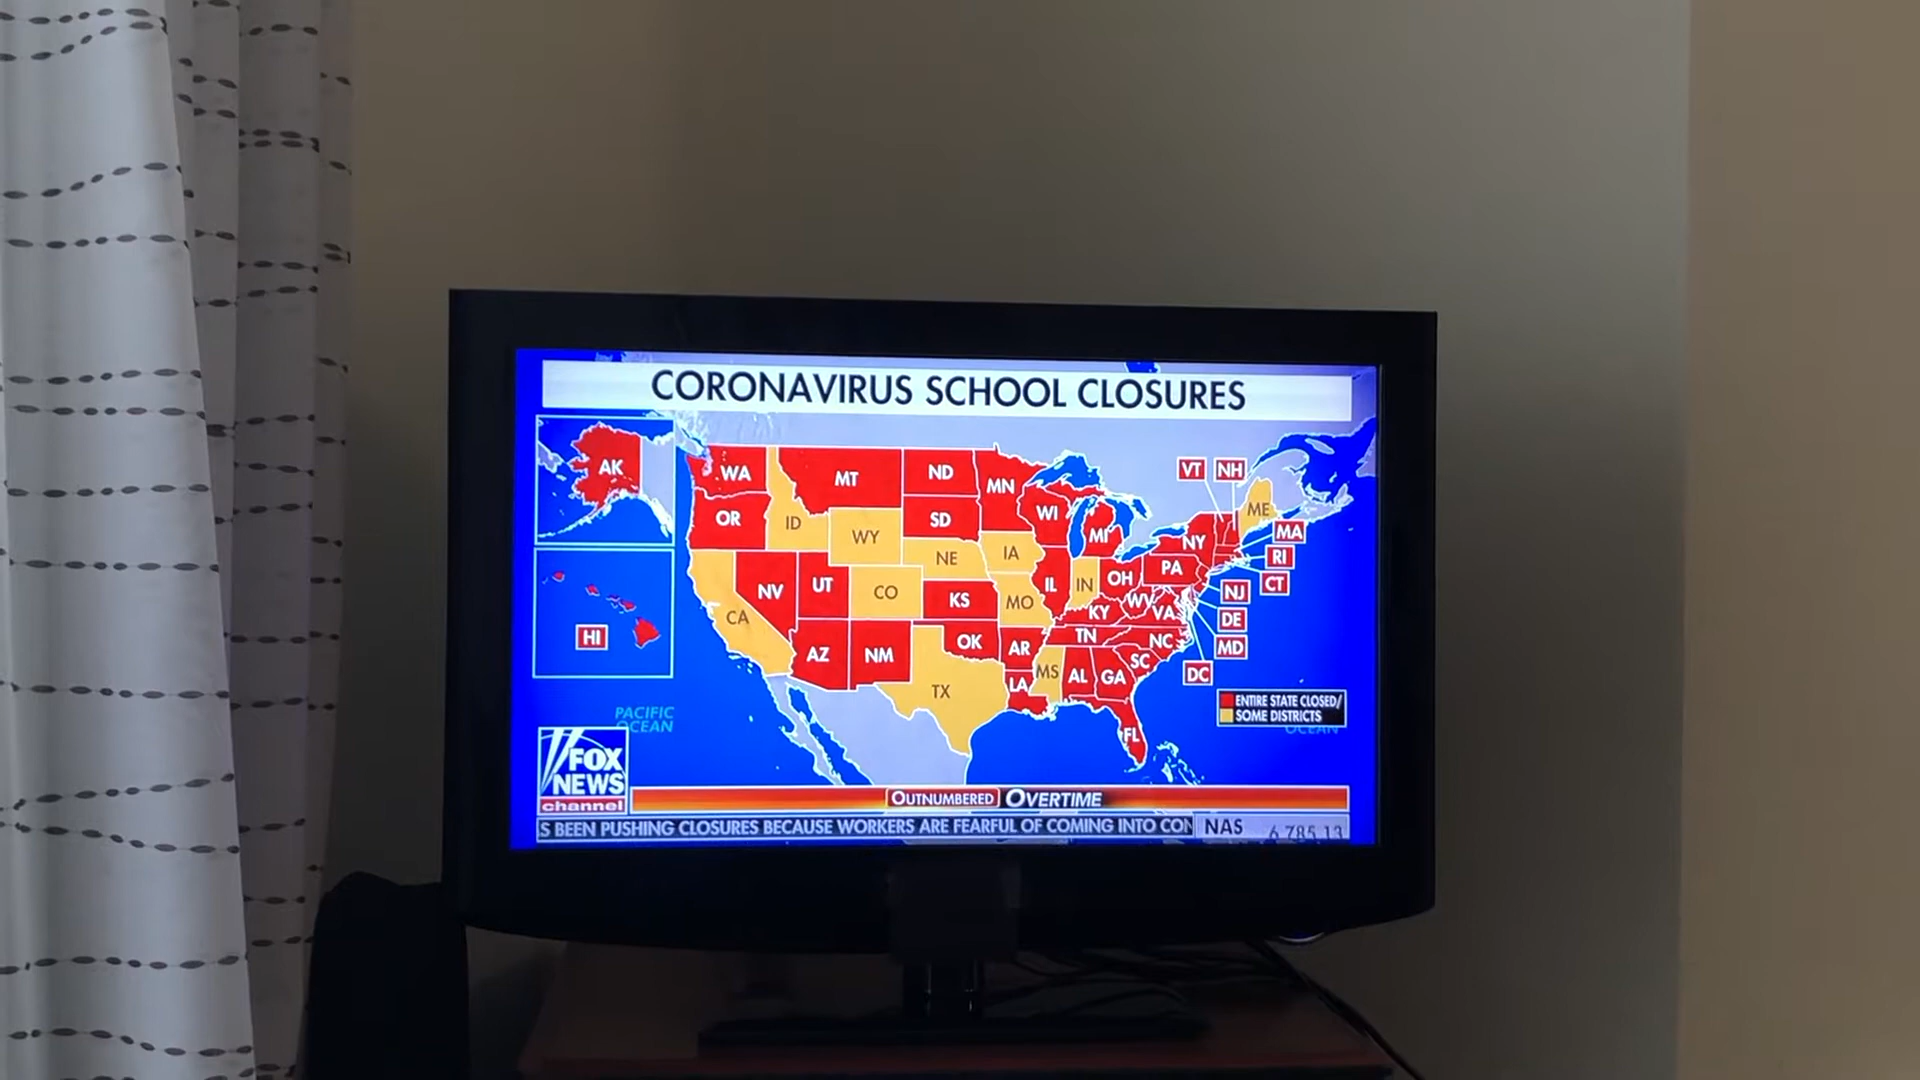 CORONAVIRUS SCHOOL CLOSURES
AK
WA
MT
ND
MN
VT
NH
OR
ID
WY
SD
WI
MI
ME
NY
MA
NE
IA
RI
NV
UT
CO
KS
MO
IL
IN
OH
PA
CT
NJ
CA
KY
WV
VA
DE
HI
AZ
NM
OK
AR
TN
NC
MD
TX
LA
MS
AL
GA
SC
DC
FL
ENTIRE STATE CLOSED/
SOME DISTRICTS
PACIFIC
OCEAN
OCEAN
FOX
NEWS
channel
OUTNUMBERED OVERTIME
S BEEN PUSHING CLOSURES BECAUSE WORKERS ARE FEARFUL OF COMING INTO CON
NAS 6,785.13